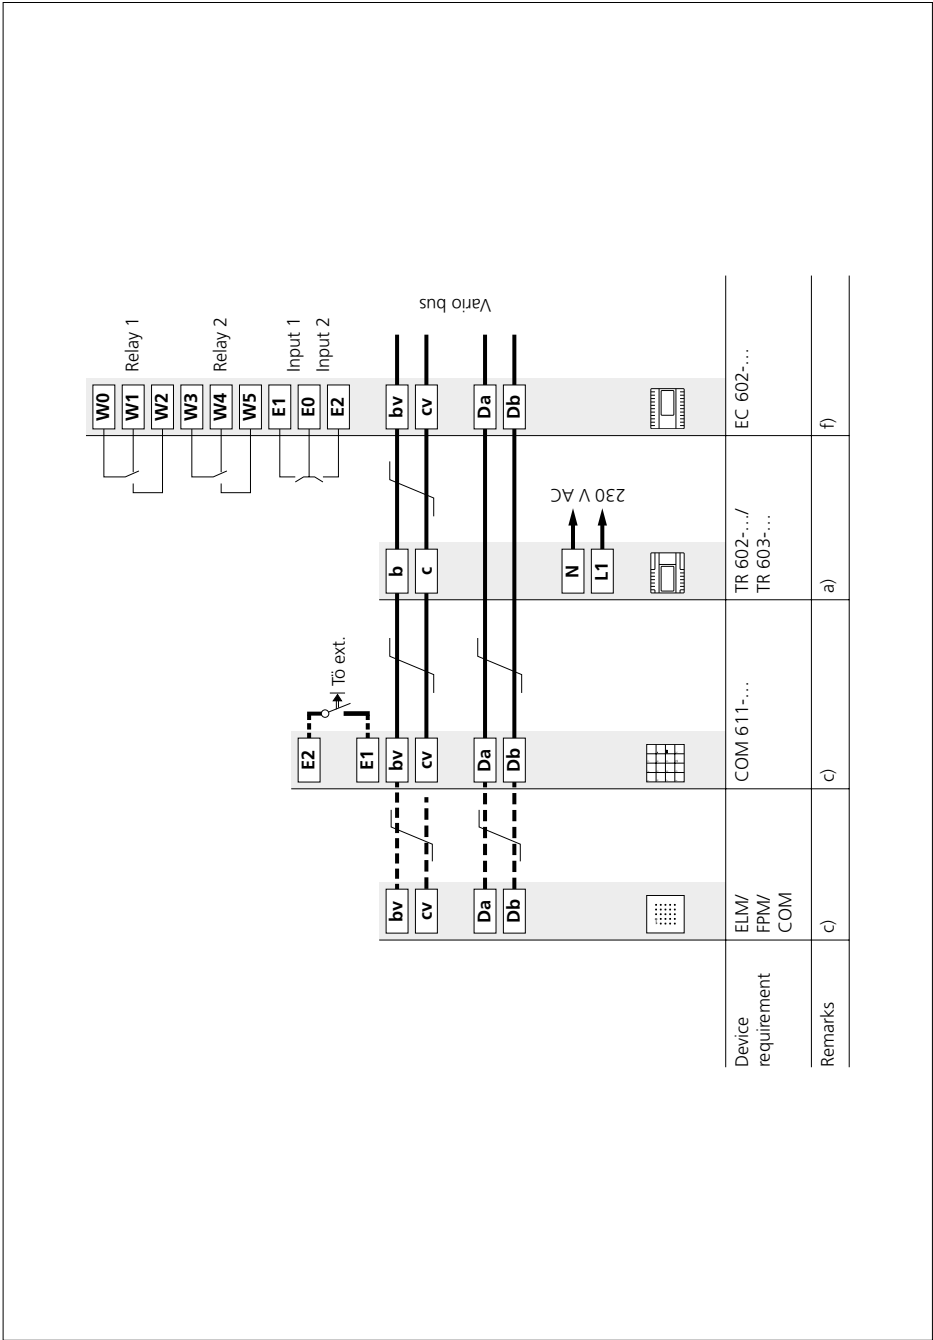 W0
W1
Relay 1
W2
W3
W4
Relay 2
W5
E1
Input 1
E0
Input 2
E2
E2
Tö ext.
E1
bv bv b bv
cv cv c cv
Vario bus
Da Da Da
Db Db Db
N
L1
230 V AC
Device
requirement
ELM/
FPM/
COM
COM 611-...
TR 602-.../
TR 603-...
EC 602-...
Remarks c) c) a) f)